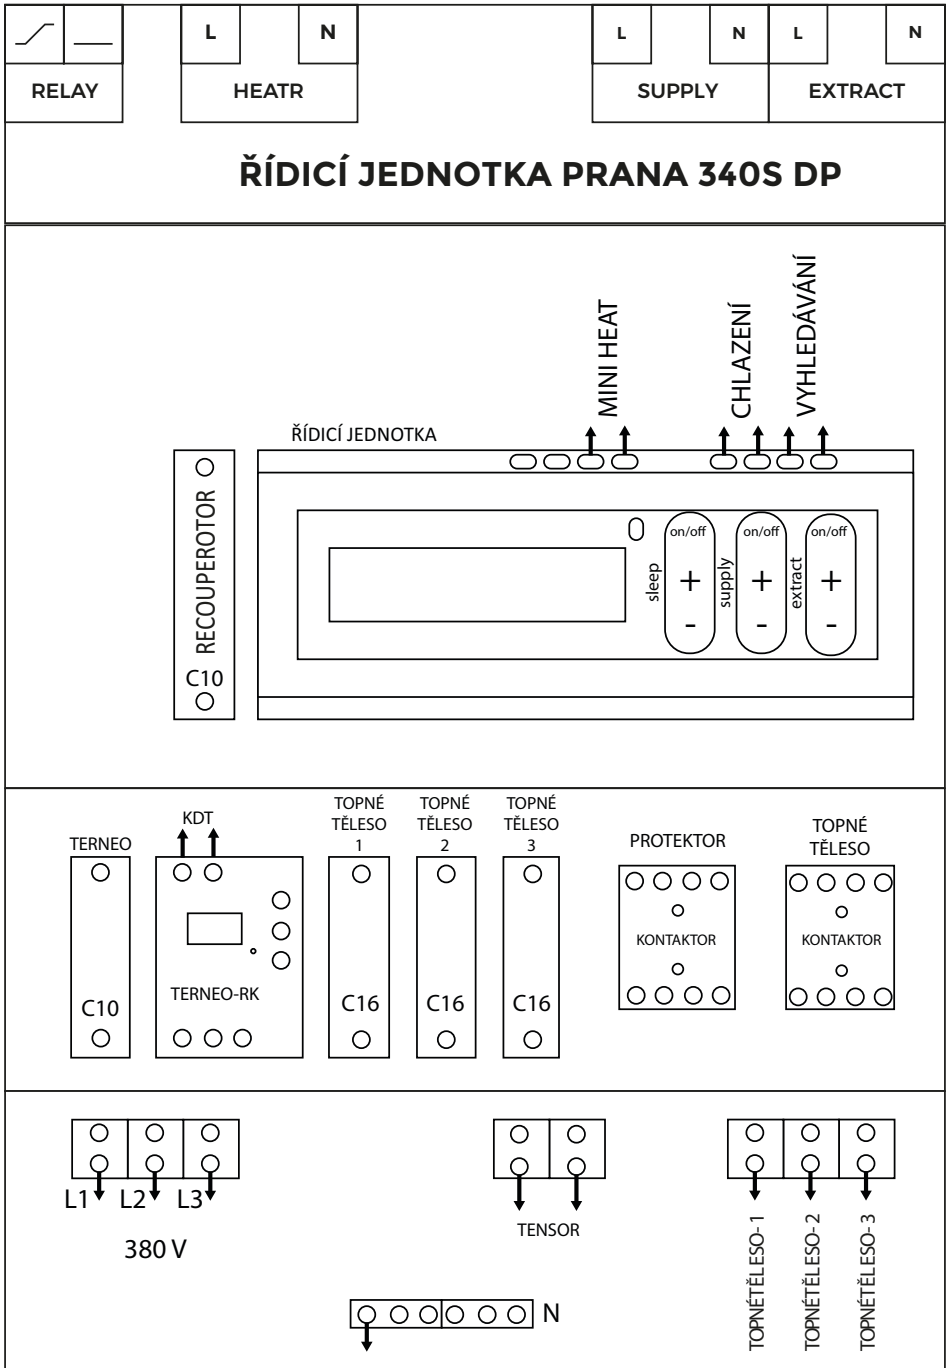 L N L N L N
RELAY HEATR SUPPLY EXTRACT
ŘÍDICÍ JEDNOTKA PRANA 340S DP
MINI HEAT
CHLAZENÍ
VYHLEDÁVÁNÍ
ŘÍDICÍ JEDNOTKA
RECOUPEROTOR
C10
sleep
on/off
+
-
supply
on/off
+
-
extract
on/off
+
-
TERNEO
C10
KDT
TERNEO-RK
TOPNÉ
TĚLESO
1
C16
TOPNÉ
TĚLESO
2
C16
TOPNÉ
TĚLESO
3
C16
PROTEKTOR
KONTAKTOR
TOPNÉ
TĚLESO
KONTAKTOR
L1 L2 L3
380 V
TENSOR
N
TOPNÉTĚLESO- 1
TOPNÉTĚLESO- 2
TOPNÉTĚLESO- 3